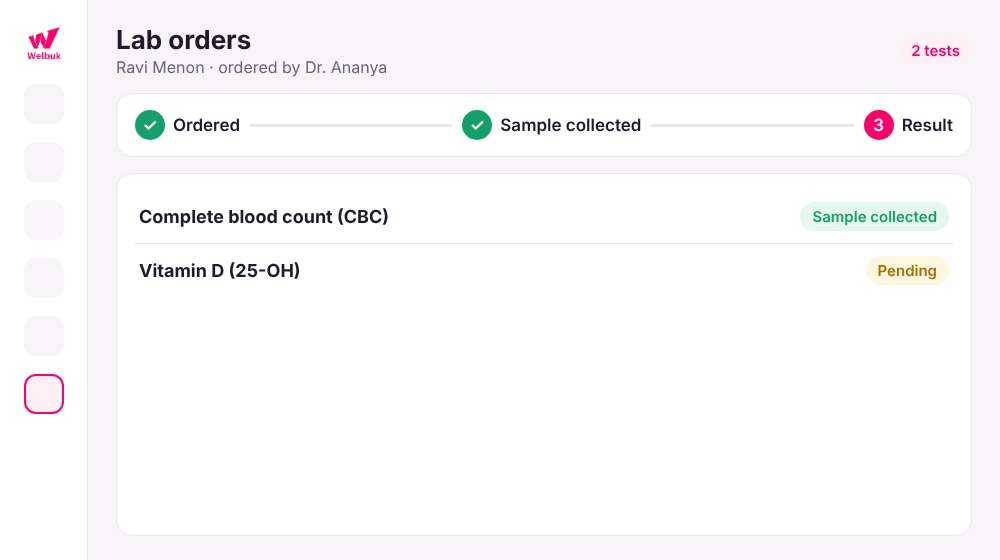 Welbuk
Lab orders
Ravi Menon · ordered by Dr. Ananya
2 tests
Ordered
Sample collected
3 Result
Complete blood count (CBC)
Sample collected
Vitamin D (25-OH)
Pending